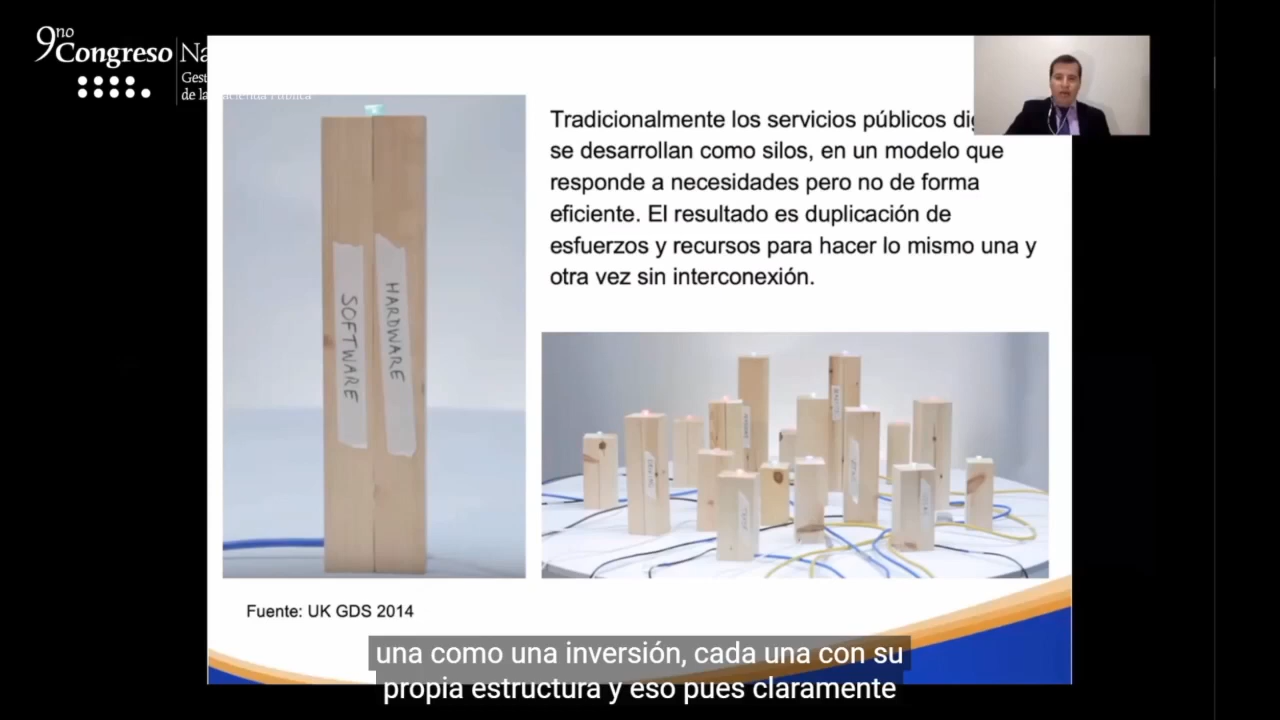 9no
Congreso Na
Gest
de la Hacienda Pública
Tradicionalmente los servicios públicos
se desarrollan como silos, en un modelo que
responde a necesidades pero no de forma
eficiente. El resultado es duplicación de
esfuerzos y recursos para hacer lo mismo una y
otra vez sin interconexión.
SOFTWARE
HARDWARE
Fuente: UK GDS 2014
una como una inversión, cada una con su
propia estructura y eso pues claramente